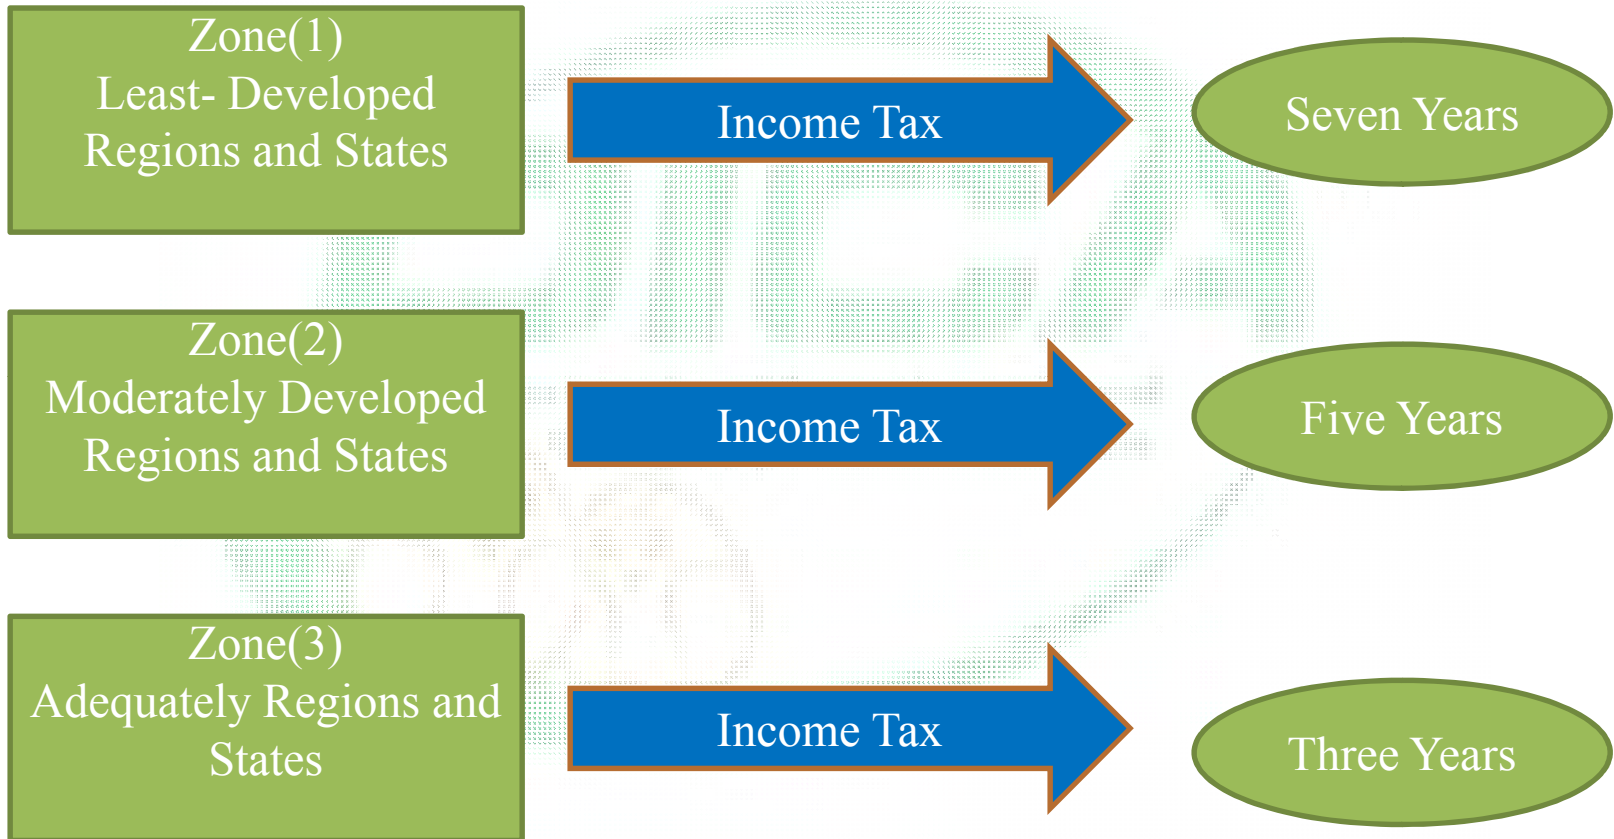 Zone(1)
Least- Developed
Regions and States
Income Tax
Seven Years
Zone(2)
Moderately Developed
Regions and States
Income Tax
Five Years
Zone(3)
Adequately Regions and
States
Income Tax
Three Years
DICA